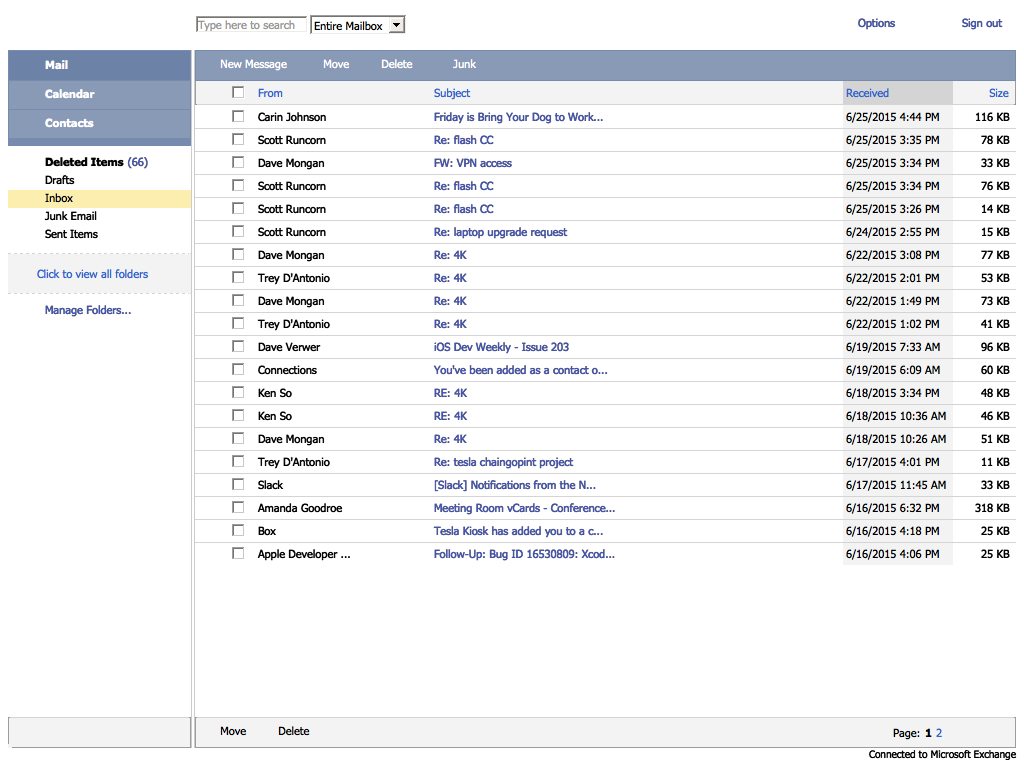 Type here to search Entire Mailbox Options Sign out
Mail New Message Move Delete Junk
Calendar From Subject Received Size
Contacts
Deleted Items (66)
Drafts
Inbox
Junk Email
Sent Items
Click to view all folders
Manage Folders...
Carin Johnson Friday is Bring Your Dog to Work... 6/25/2015 4:44 PM 116 KB
Scott Runcorn Re: flash CC 6/25/2015 3:35 PM 78 KB
Dave Mongan FW: VPN access 6/25/2015 3:34 PM 33 KB
Scott Runcorn Re: flash CC 6/25/2015 3:34 PM 76 KB
Scott Runcorn Re: flash CC 6/25/2015 3:26 PM 14 KB
Scott Runcorn Re: laptop upgrade request 6/24/2015 2:55 PM 15 KB
Dave Mongan Re: 4K 6/22/2015 3:08 PM 77 KB
Trey D'Antonio Re: 4K 6/22/2015 2:01 PM 53 KB
Dave Mongan Re: 4K 6/22/2015 1:49 PM 73 KB
Trey D'Antonio Re: 4K 6/22/2015 1:02 PM 41 KB
Dave Verwer iOS Dev Weekly - Issue 203 6/19/2015 7:33 AM 96 KB
Connections You've been added as a contact o... 6/19/2015 6:09 AM 60 KB
Ken So RE: 4K 6/18/2015 3:34 PM 48 KB
Ken So RE: 4K 6/18/2015 10:36 AM 46 KB
Dave Mongan Re: 4K 6/18/2015 10:26 AM 51 KB
Trey D'Antonio Re: tesla chaingopint project 6/17/2015 4:01 PM 11 KB
Slack [Slack] Notifications from the N... 6/17/2015 11:45 AM 33 KB
Amanda Goodroe Meeting Room vCards - Conference... 6/16/2015 6:32 PM 318 KB
Box Tesla Kiosk has added you to a c... 6/16/2015 4:18 PM 25 KB
Apple Developer ... Follow-Up: Bug ID 16530809: Xcod... 6/16/2015 4:06 PM 25 KB
Move Delete Page: 1 2
Connected to Microsoft Exchange